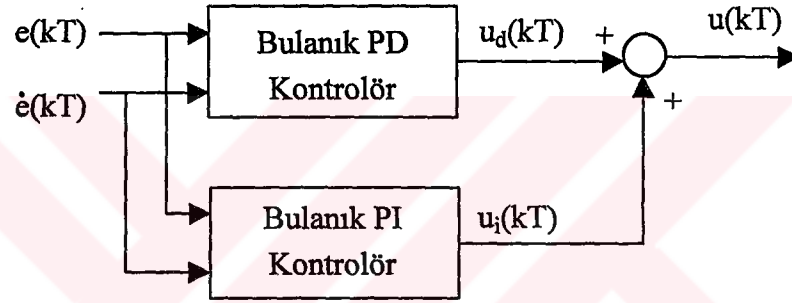 e(kT)
ė(kT)
Bulanık PD
Kontrolör
u_d(kT)
+
u(kT)
+
Bulanık PI
Kontrolör
u_i(kT)